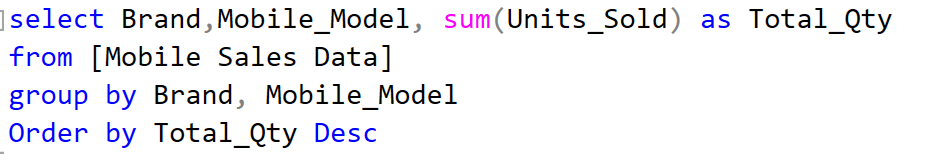 select Brand,Mobile_Model, sum(Units_Sold) as Total_Qty
from [Mobile Sales Data]
group by Brand, Mobile_Model
Order by Total_Qty Desc